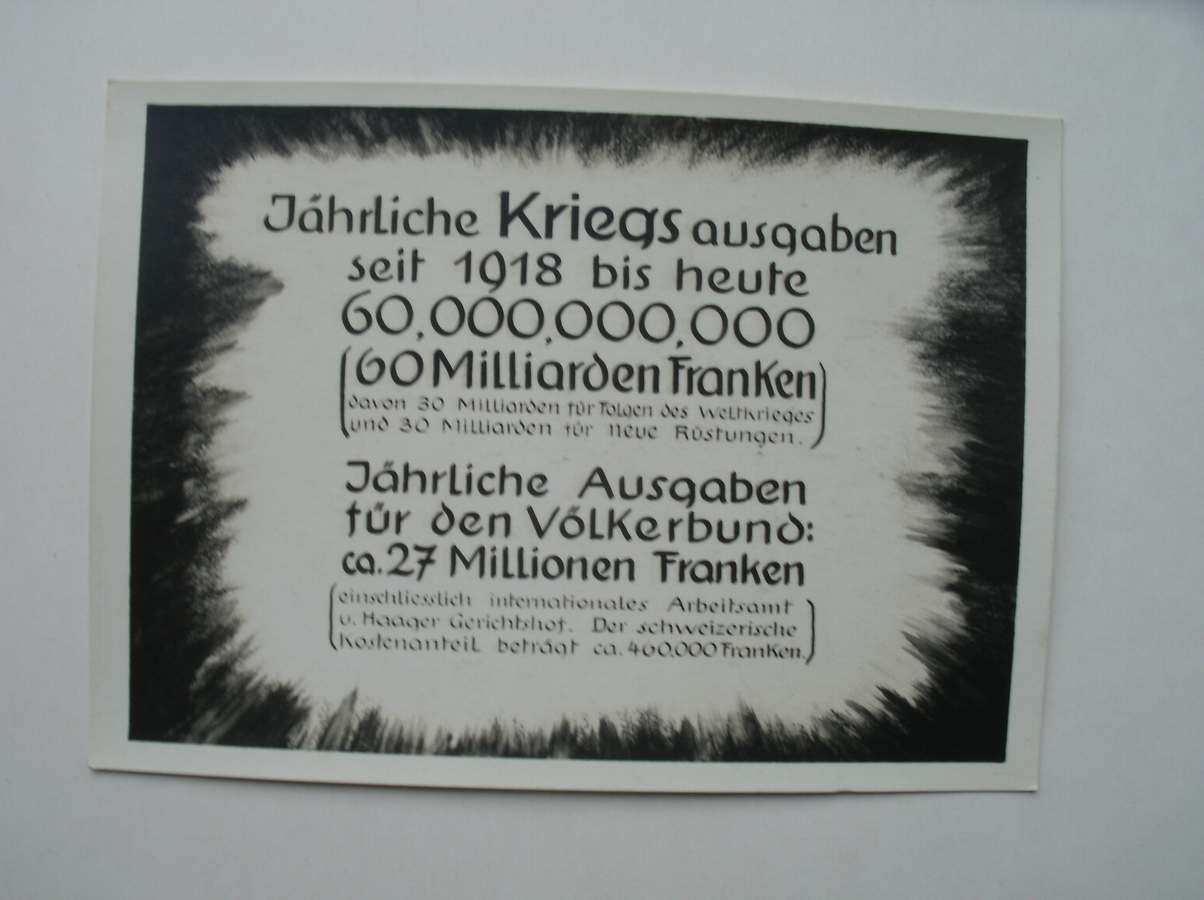 Jährliche Kriegsausgaben
seit 1918 bis heute
60.000.000.000
(60 Milliarden Franken
davon 30 Milliarden für Folgen des Weltkrieges
und 30 Milliarden für neue Rüstungen.)
Jährliche Ausgaben
für den Völkerbund:
ca. 27 Millionen Franken
(einschliesslich internationales Arbeitsamt
u. Haager Gerichtshof. Der schweizerische
Kostenanteil beträgt ca. 460.000 Franken.)